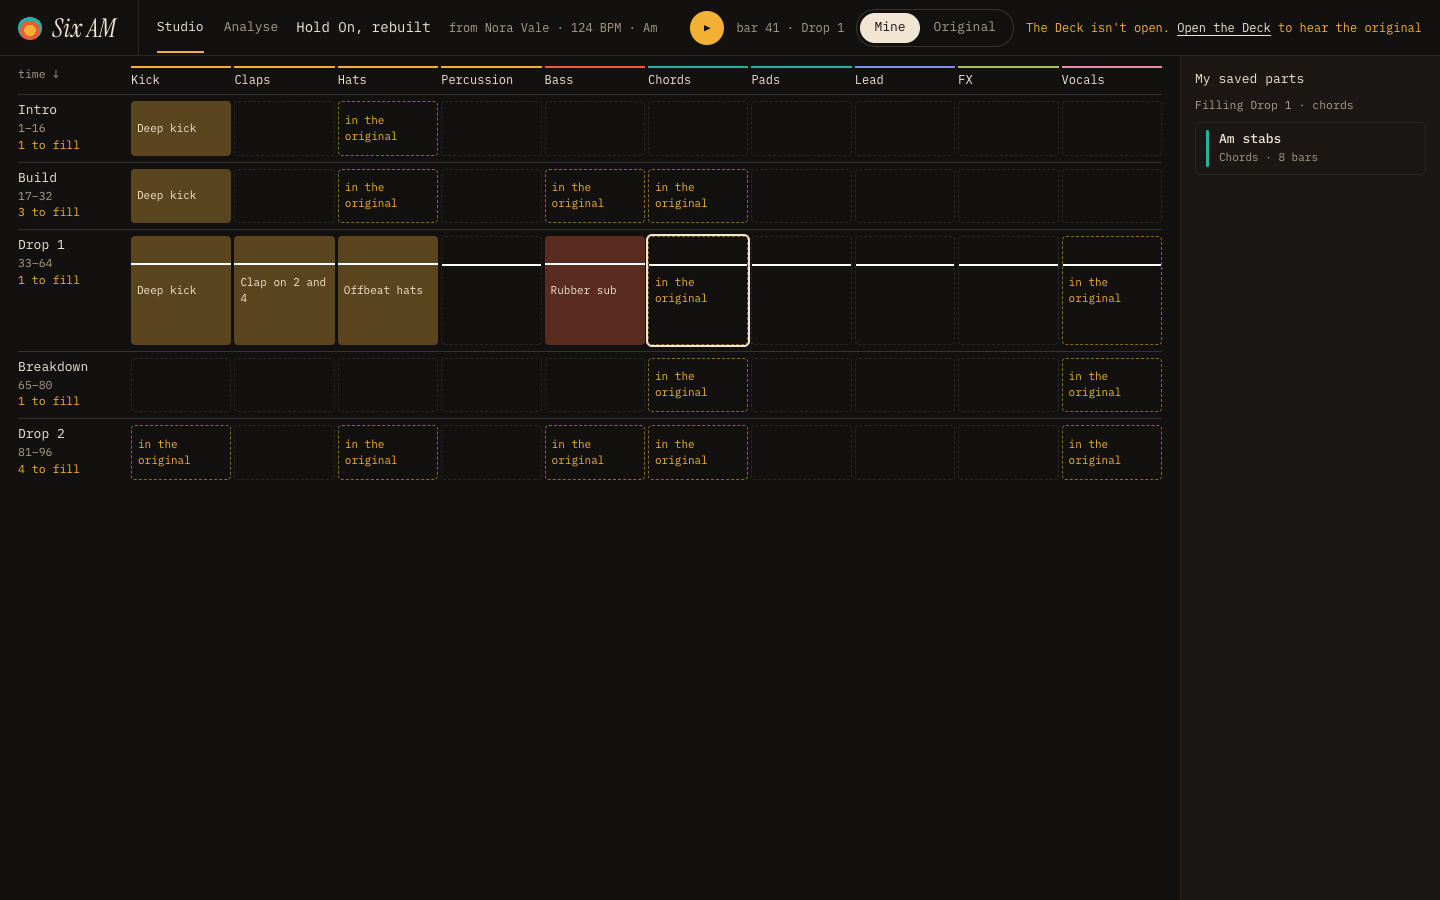 Six AM
Studio Analyse Hold On, rebuilt from Nora Vale · 124 BPM · Am bar 41 · Drop 1 Mine Original The Deck isn't open. Open the Deck to hear the original
time ↓ Kick Claps Hats Percussion Bass Chords Pads Lead FX Vocals
Intro
1–16
1 to fill
Deep kick
in the
original
Build
17–32
3 to fill
Deep kick
in the
original
in the
original
in the
original
Drop 1
33–64
1 to fill
Deep kick
Clap on 2 and
4
Offbeat hats
Rubber sub
in the
original
in the
original
Breakdown
65–80
1 to fill
in the
original
in the
original
Drop 2
81–96
4 to fill
in the
original
in the
original
in the
original
in the
original
in the
original
My saved parts
Filling Drop 1 · chords
Am stabs
Chords · 8 bars